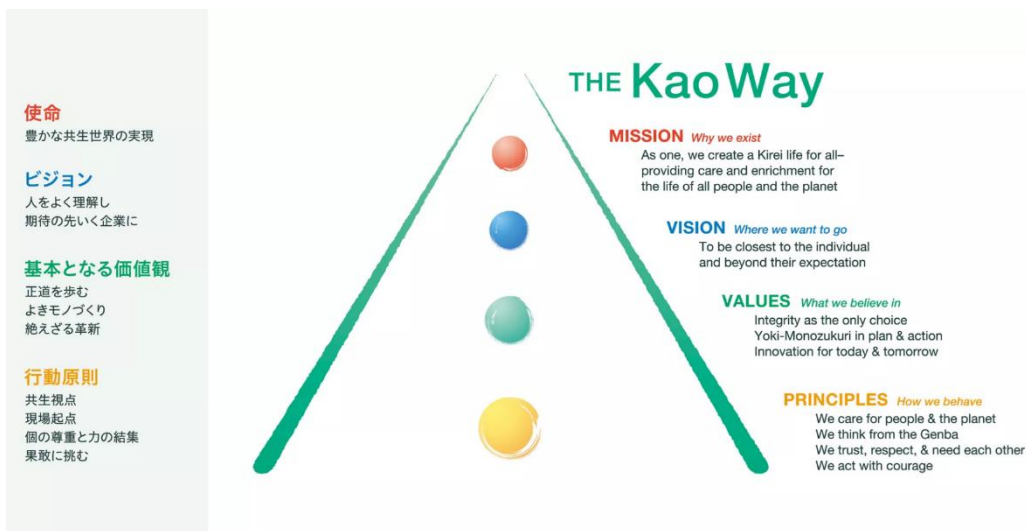 使命
豊かな共生世界の実現
ビジョン
人をよく理解し
期待の先いく企業に
基本となる価値観
正道を歩む
よきモノづくり
絶えざる革新
行動原則
共生視点
現場起点
個の尊重と力の結集
果敢に挑む
THE Kao Way
MISSION Why we exist
As one, we create a Kirei life for all–
providing care and enrichment for
the life of all people and the planet
VISION Where we want to go
To be closest to the individual
and beyond their expectation
VALUES What we believe in
Integrity as the only choice
Yoki-Monozukuri in plan & action
Innovation for today & tomorrow
PRINCIPLES How we behave
We care for people & the planet
We think from the Genba
We trust, respect, & need each other
We act with courage